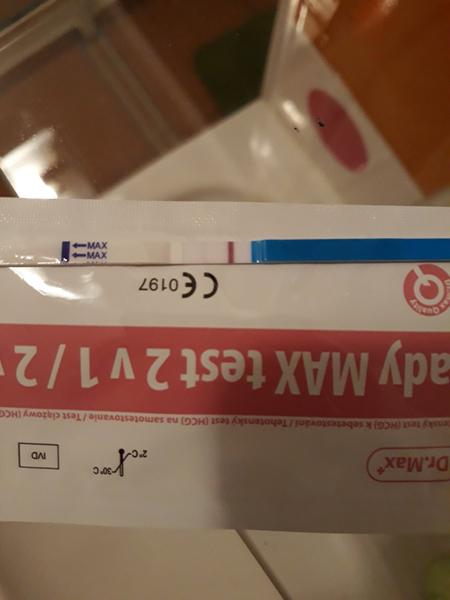 ←MAX
←MAX
CE 0197
ady MAX test 2 v 1 / 2 v
ženský test (HCG) k sebetestování / Tehotenský test (HCG) na samotestovanie / Test ciążowy (HCG)
Dr.Max+
2°C
30°C
IVD